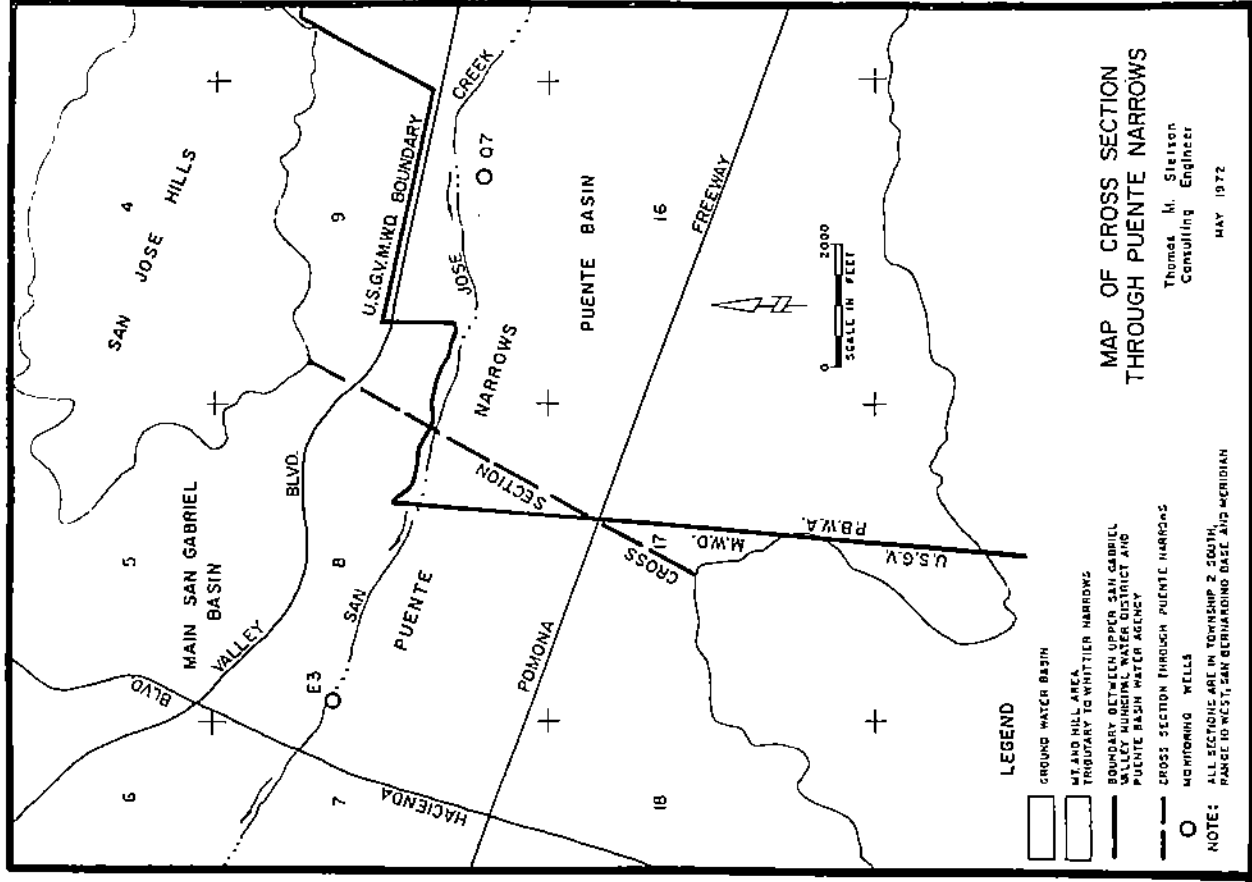 4
SAN
JOSE HILLS
5
MAIN SAN GABRIEL
BASIN
6
BLVD.
VALLEY
BLVD.
9
U.S.G.V.M.W.D. BOUNDARY
CREEK
E3
8
SAN
JOSE
Q7
7
HACIENDA
PUENTE
NARROWS
PUENTE BASIN
16
FREEWAY
POMONA
CROSS
SECTION
17
18
M.W.D.
U.S.G.V.
P.B.W.A.
0
2000
SCALE IN FEET
LEGEND
GROUND WATER BASIN
MT. AND HILL AREA
TRIBUTARY TO WHITTIER NARROWS
BOUNDARY BETWEEN UPPER SAN GABRIEL
VALLEY MUNICIPAL WATER DISTRICT AND
PUENTE BASIN WATER AGENCY
CROSS SECTION THROUGH PUENTE NARROWS
MONITORING WELLS
NOTE: ALL SECTIONS ARE IN TOWNSHIP 2 SOUTH,
RANGE 10 WEST, SAN BERNARDINO BASE AND MERIDIAN
MAP OF CROSS SECTION
THROUGH PUENTE NARROWS
Thomas M. Stetson
Consulting Engineer
MAY 1972